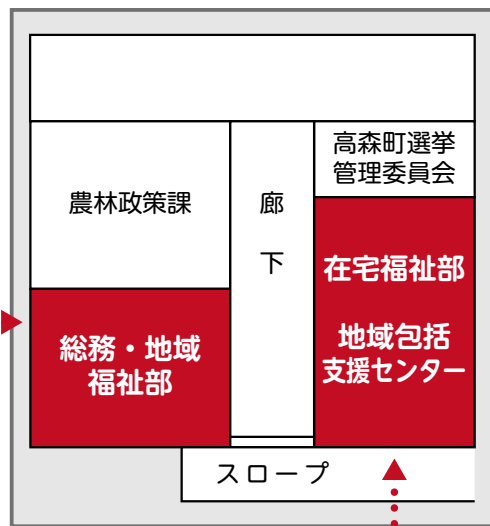 農林政策課
総務・地域
福祉部
廊
下
高森町選挙
管理委員会
在宅福祉部
地域包括
支援センター
スロープ